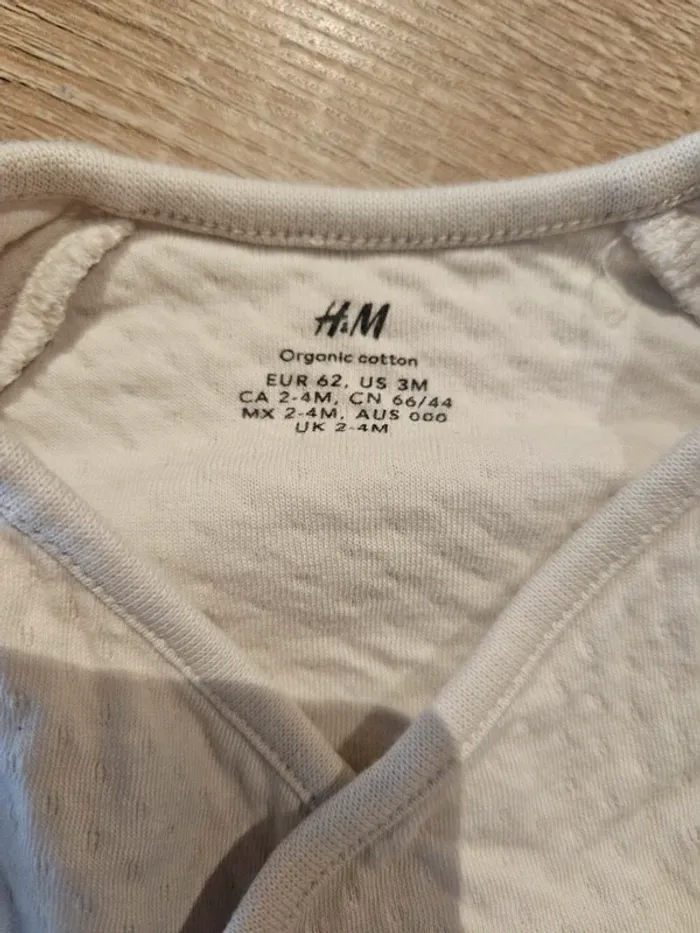 H&M
Organic cotton
EUR 62, US 3M
CA 2-4M, CN 66/44
MX 2-4M, AUS 000
UK 2-4M